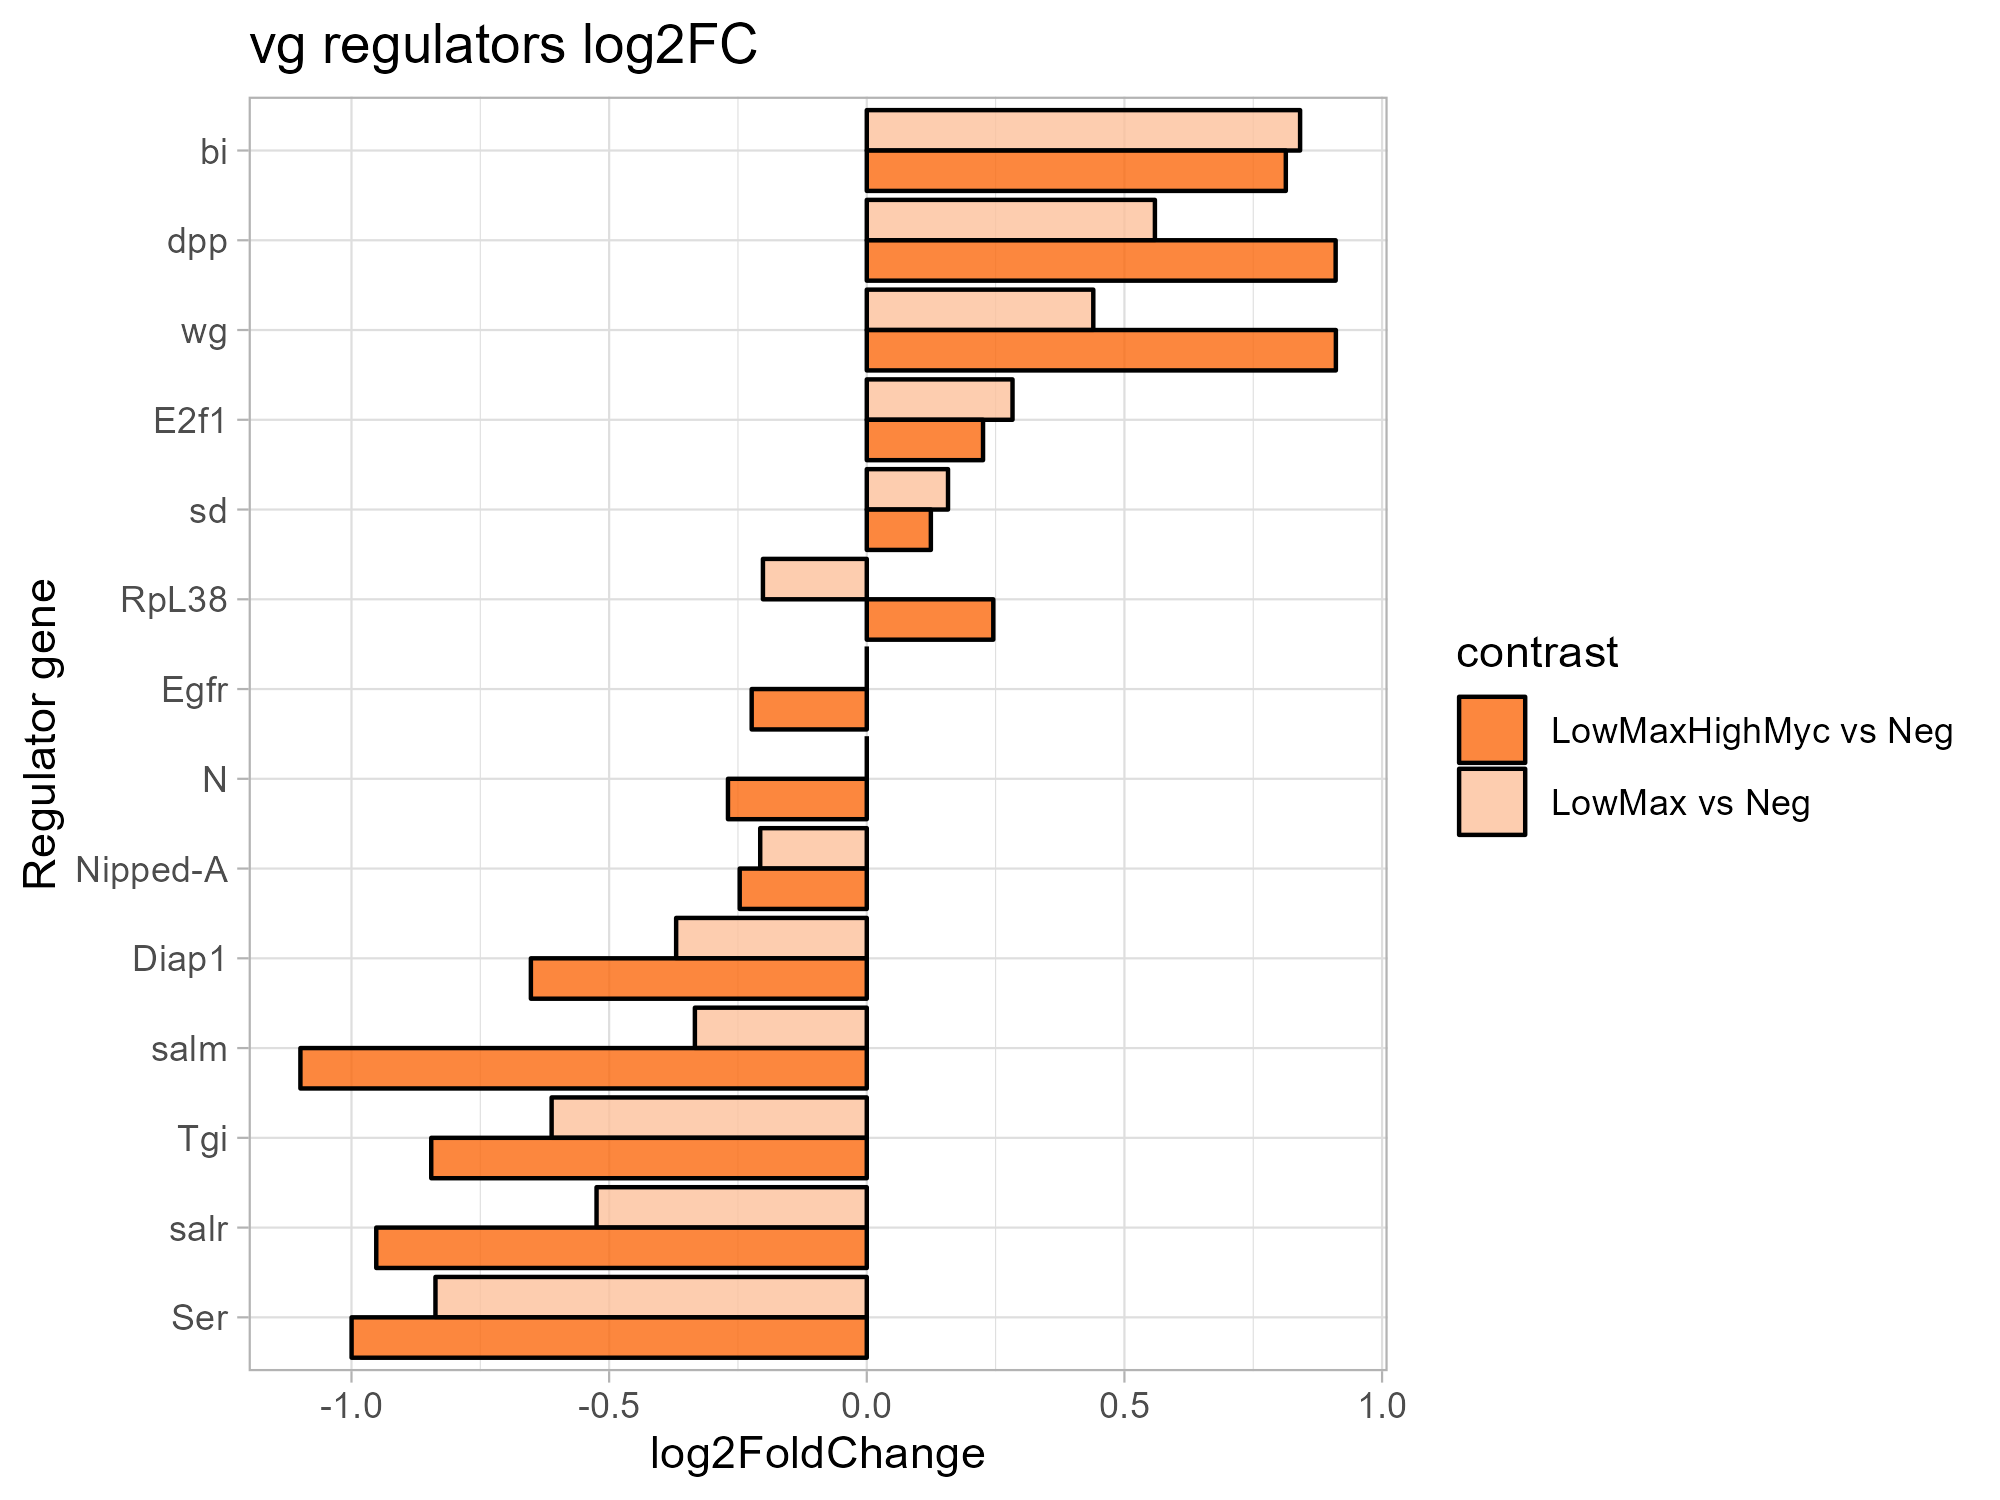 vg regulators log2FC
Regulator gene
bi
dpp
wg
E2f1
sd
RpL38
Egfr
N
Nipped-A
Diap1
salm
Tgi
salr
Ser
-1.0
-0.5
0.0
0.5
1.0
log2FoldChange
contrast
LowMaxHighMyc vs Neg
LowMax vs Neg